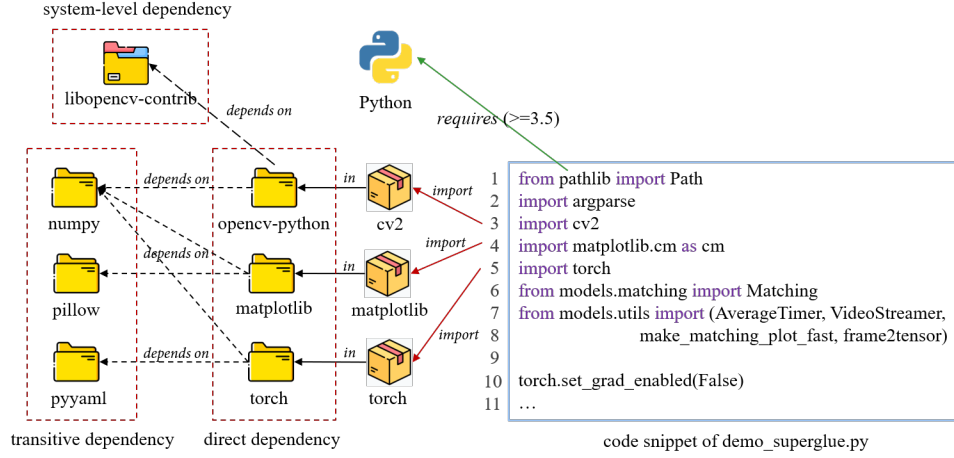 system-level dependency
libopencv-contrib
depends on
Python
requires (>=3.5)
numpy
depends on
opencv-python
in
cv2
import
pillow
depends on
matplotlib
in
matplotlib
import
pyyaml
depends on
torch
in
torch
import
transitive dependency
direct dependency
1 from pathlib import Path
2 import argparse
3 import cv2
4 import matplotlib.cm as cm
5 import torch
6 from models.matching import Matching
7 from models.utils import (AverageTimer, VideoStreamer,
8 make_matching_plot_fast, frame2tensor)
9
10 torch.set_grad_enabled(False)
11 …
code snippet of demo_superglue.py